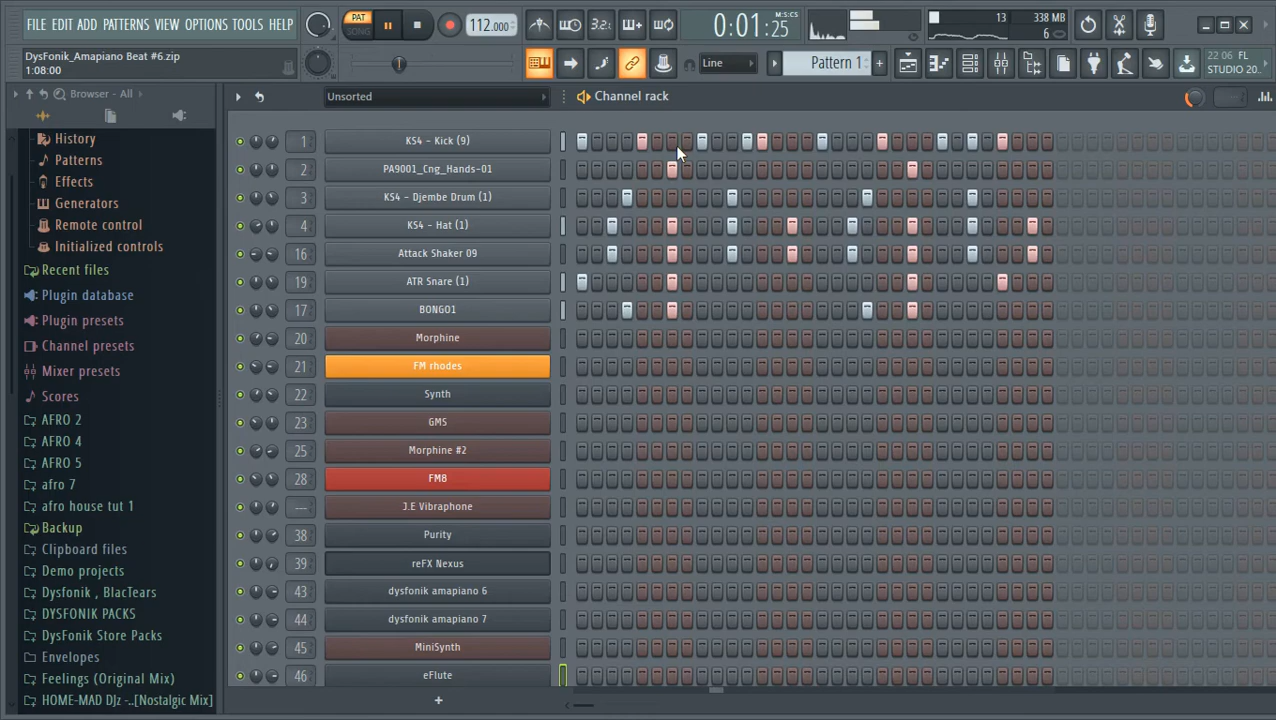 FILE EDIT ADD PATTERNS VIEW OPTIONS TOOLS HELP
PAT
SONG
112.000
3.2.
0:01:25
M:S:CS
13
338 MB
6
DysFonik_Amapiano Beat #6.zip
1:08:00
Line
Pattern 1
22 06 FL
STUDIO 20..
Browser - All
Unsorted
Channel rack
History
Patterns
Effects
Generators
Remote control
Initialized controls
Recent files
Plugin database
Plugin presets
Channel presets
Mixer presets
Scores
AFRO 2
AFRO 4
AFRO 5
afro 7
afro house tut 1
Backup
Clipboard files
Demo projects
Dysfonik , BlacTears
DYSFONIK PACKS
DysFonik Store Packs
Envelopes
Feelings (Original Mix)
HOME-MAD DJz -..[Nostalgic Mix]
1 KS4 - Kick (9)
2 PA9001_Cng_Hands-01
3 KS4 - Djembe Drum (1)
4 KS4 - Hat (1)
16 Attack Shaker 09
19 ATR Snare (1)
17 BONGO1
20 Morphine
21 FM rhodes
22 Synth
23 GMS
25 Morphine #2
28 FM8
--- J.E Vibraphone
38 Purity
39 reFX Nexus
43 dysfonik amapiano 6
44 dysfonik amapiano 7
45 MiniSynth
46 eFlute